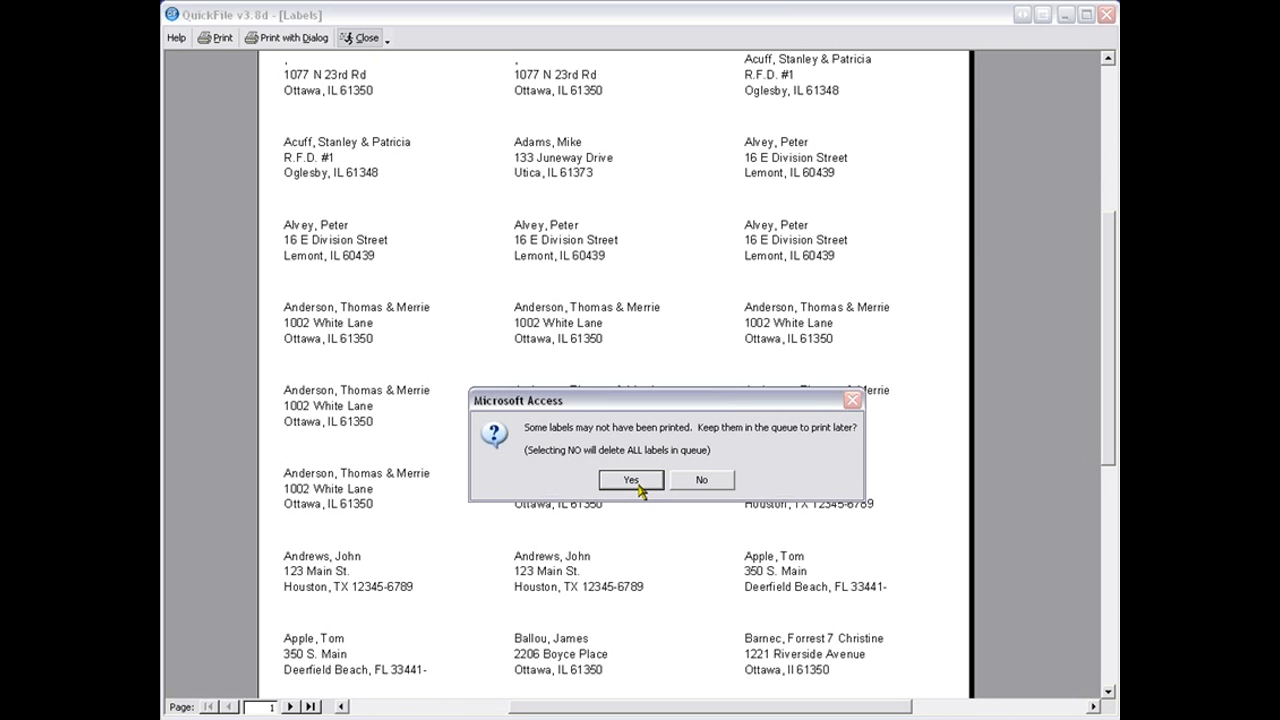 QuickFile v3.8d - [Labels]
Help Print Print with Dialog Close
, , Acuff, Stanley & Patricia
1077 N 23rd Rd 1077 N 23rd Rd R.F.D. #1
Ottawa, IL 61350 Ottawa, IL 61350 Oglesby, IL 61348
Acuff, Stanley & Patricia Adams, Mike Alvey, Peter
R.F.D. #1 133 Juneway Drive 16 E Division Street
Oglesby, IL 61348 Utica, IL 61373 Lemont, IL 60439
Alvey, Peter Alvey, Peter Alvey, Peter
16 E Division Street 16 E Division Street 16 E Division Street
Lemont, IL 60439 Lemont, IL 60439 Lemont, IL 60439
Anderson, Thomas & Merrie Anderson, Thomas & Merrie Anderson, Thomas & Merrie
1002 White Lane 1002 White Lane 1002 White Lane
Ottawa, IL 61350 Ottawa, IL 61350 Ottawa, IL 61350
Anderson, Thomas & Merrie Merrie
1002 White Lane
Ottawa, IL 61350
Microsoft Access
Some labels may not have been printed. Keep them in the queue to print later?
(Selecting NO will delete ALL labels in queue)
Yes No
Anderson, Thomas & Merrie
1002 White Lane
Ottawa, IL 61350 Ottawa, IL 61350 Houston, TX 12345-6789
Andrews, John Andrews, John Apple, Tom
123 Main St. 123 Main St. 350 S. Main
Houston, TX 12345-6789 Houston, TX 12345-6789 Deerfield Beach, FL 33441-
Apple, Tom Ballou, James Barnec, Forrest 7 Christine
350 S. Main 2206 Boyce Place 1221 Riverside Avenue
Deerfield Beach, FL 33441- Ottawa, IL 61350 Ottawa, Il 61350
Page: 1